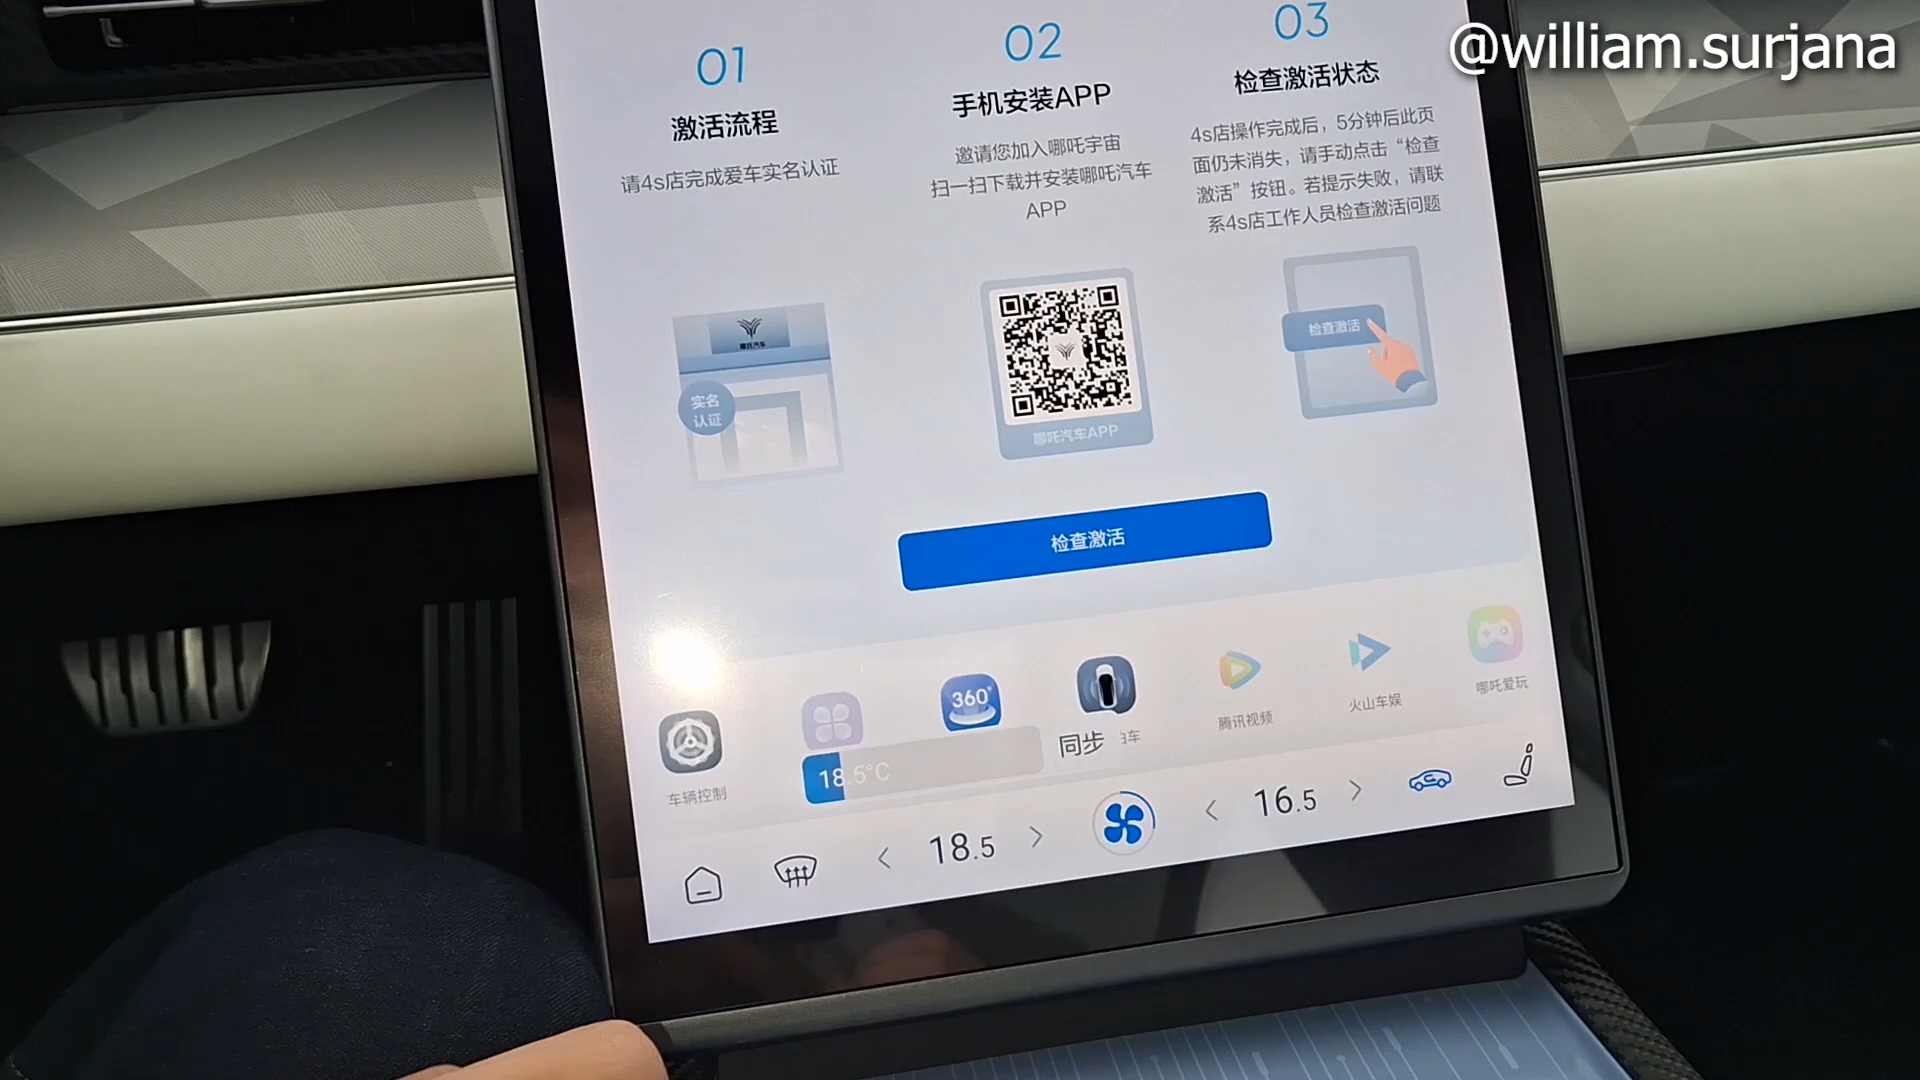 @william.surjana
01
激活流程
请4s店完成爱车实名认证
哪吒汽车
实名
认证
02
手机安装APP
邀请您加入哪吒宇宙
扫一扫下载并安装哪吒汽车
APP
哪吒汽车APP
03
检查激活状态
4s店操作完成后，5分钟后此页
面仍未消失，请手动点击“检查
激活”按钮。若提示失败，请联
系4s店工作人员检查激活问题
检查激活
检查激活
车辆控制
360°
同步
车
腾讯视频
火山车娱
哪吒爱玩
18.5°C
18.5
16.5